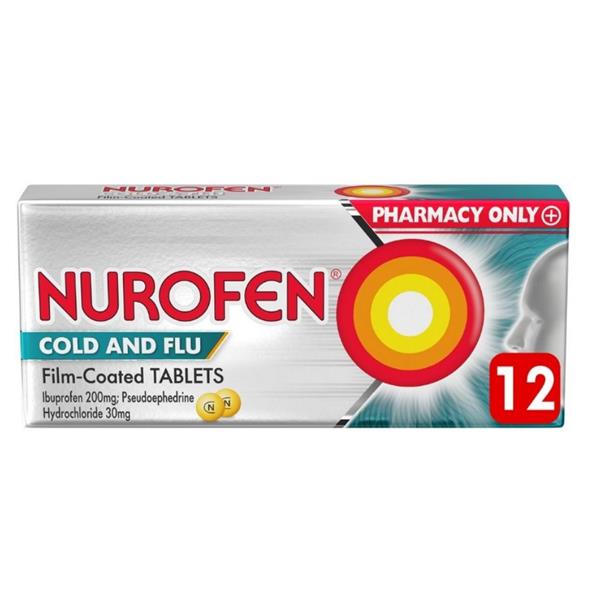 NUROFEN®
Film-Coated TABLETS
PHARMACY ONLY
NUROFEN®
COLD AND FLU
Film-Coated TABLETS
Ibuprofen 200mg; Pseudoephedrine
Hydrochloride 30mg
N N
12